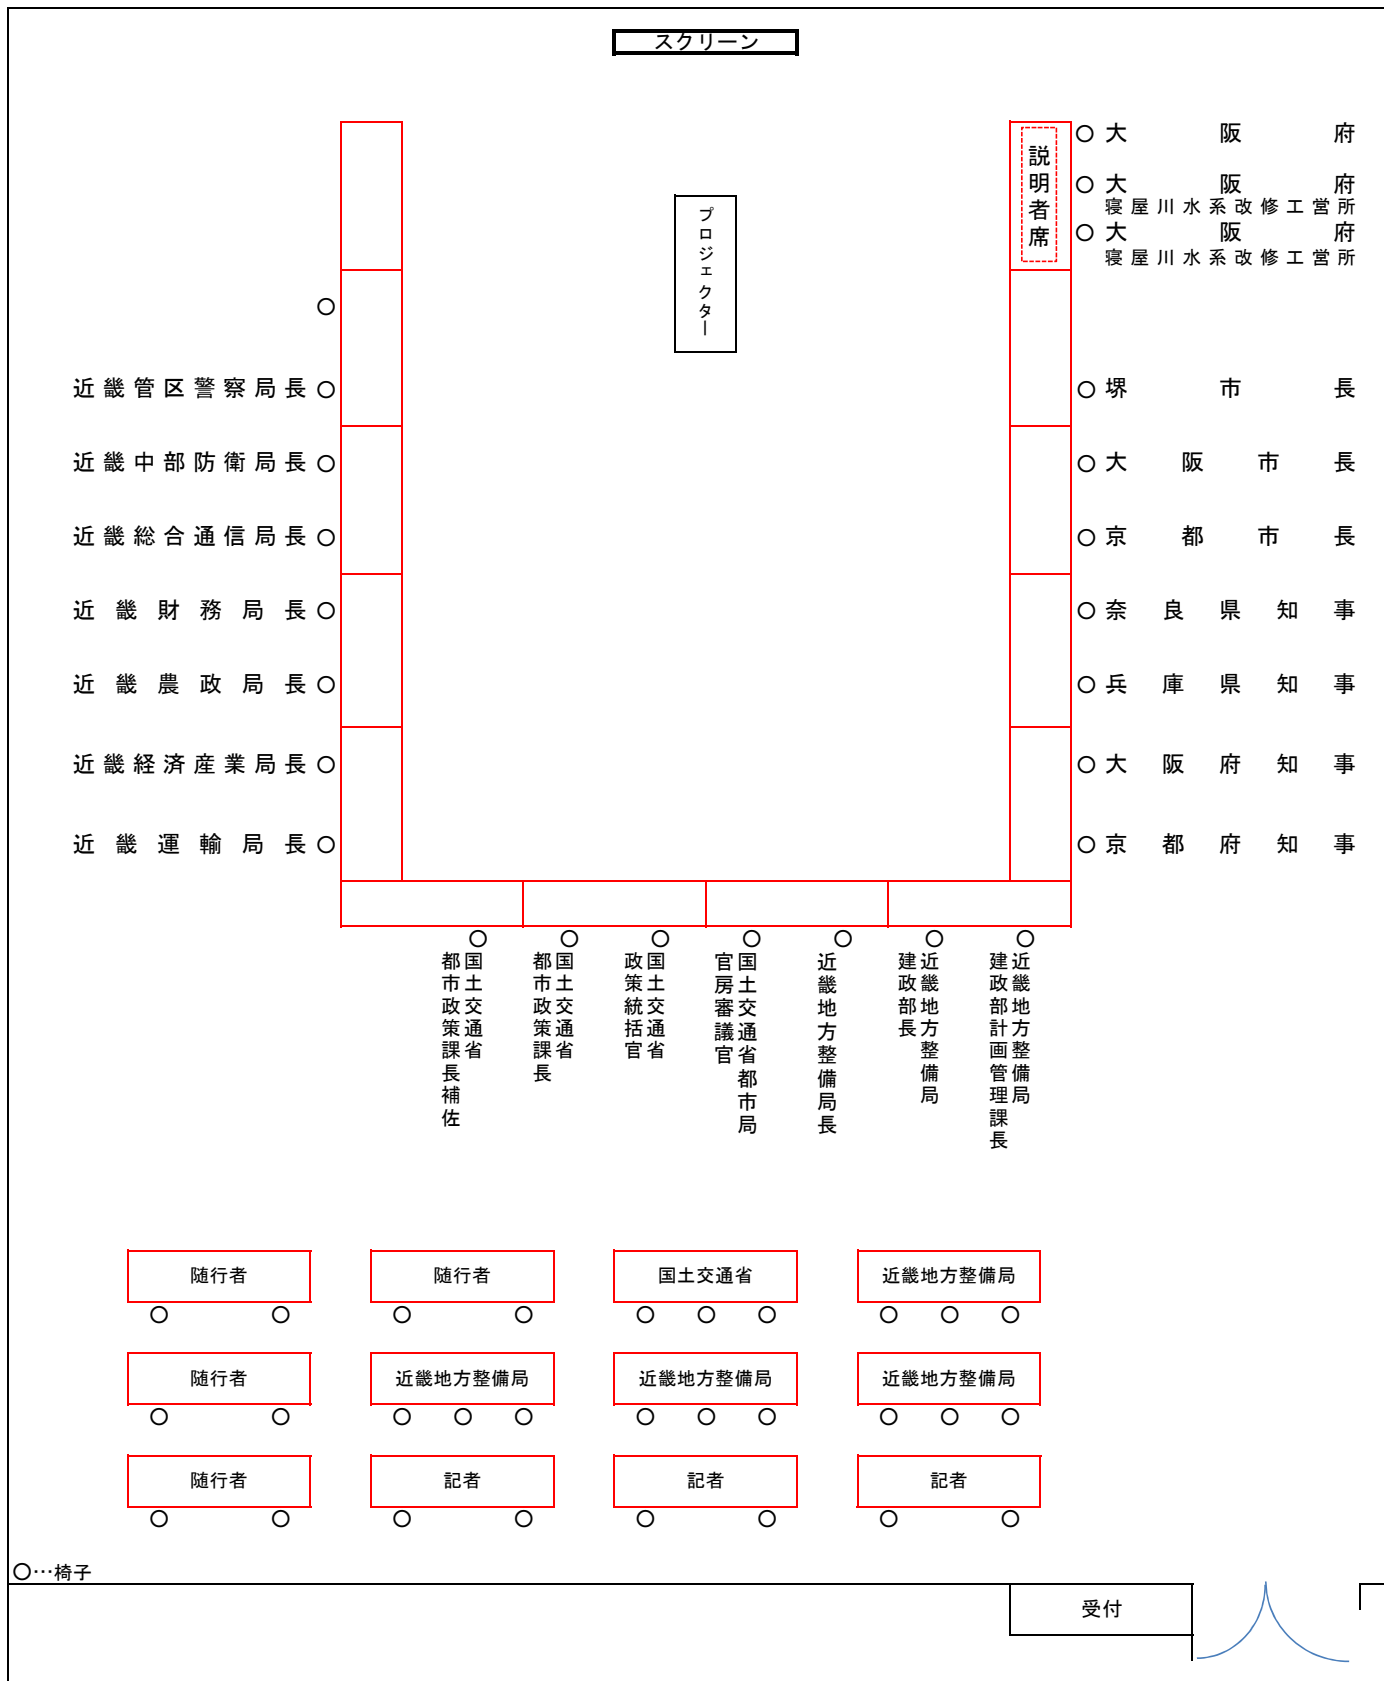 スクリーン
プロジェクター
説明者席
大阪府
大阪府
寝屋川水系改修工営所
大阪府
寝屋川水系改修工営所
近畿管区警察局長
近畿中部防衛局長
近畿総合通信局長
近畿財務局長
近畿農政局長
近畿経済産業局長
近畿運輸局長
堺市長
大阪市長
京都市長
奈良県知事
兵庫県知事
大阪府知事
京都府知事
国土交通省
都市政策課長補佐
国土交通省
都市政策課長
国土交通省
政策統括官
国土交通省都市局
官房審議官
近畿地方整備局長
近畿地方整備局
建政部長
近畿地方整備局
建政部計画管理課長
随行者
随行者
国土交通省
近畿地方整備局
随行者
近畿地方整備局
近畿地方整備局
近畿地方整備局
随行者
記者
記者
記者
○…椅子
受付